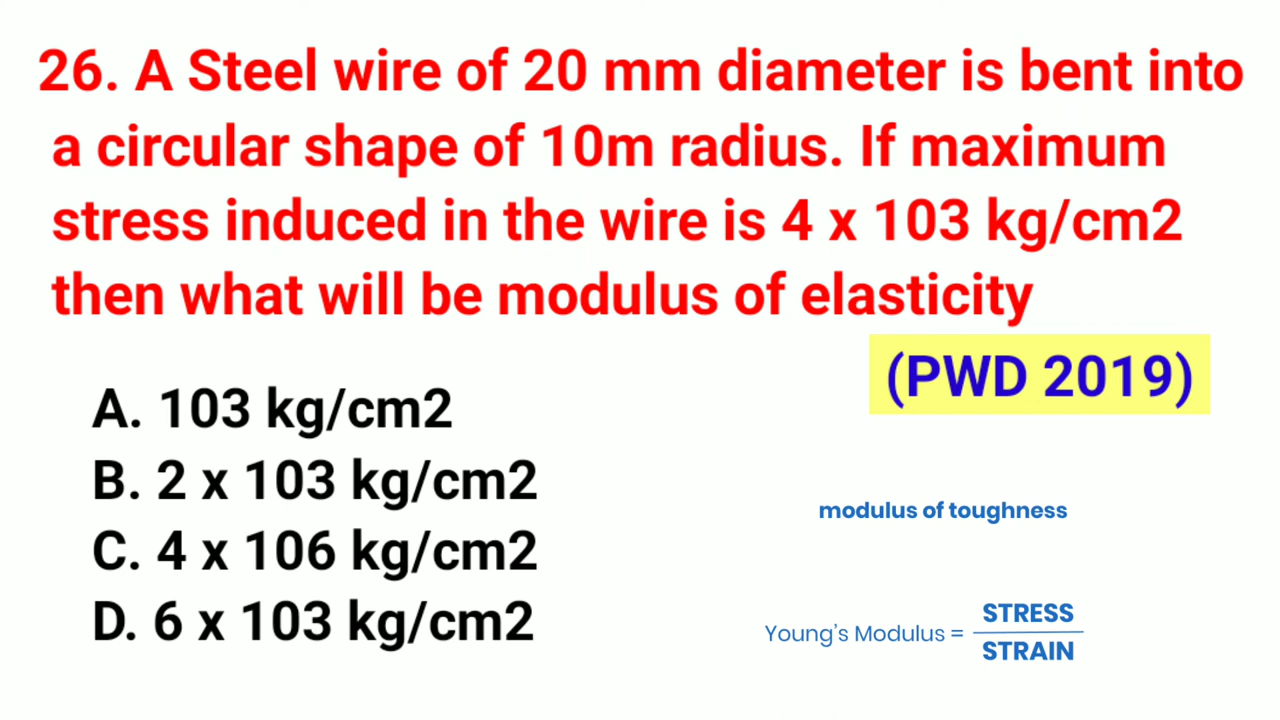 26. A Steel wire of 20 mm diameter is bent into
a circular shape of 10m radius. If maximum
stress induced in the wire is 4 x 103 kg/cm2
then what will be modulus of elasticity
(PWD 2019)
A. 103 kg/cm2
B. 2 x 103 kg/cm2
C. 4 x 106 kg/cm2
D. 6 x 103 kg/cm2
modulus of toughness
Young's Modulus =
STRESS
STRAIN